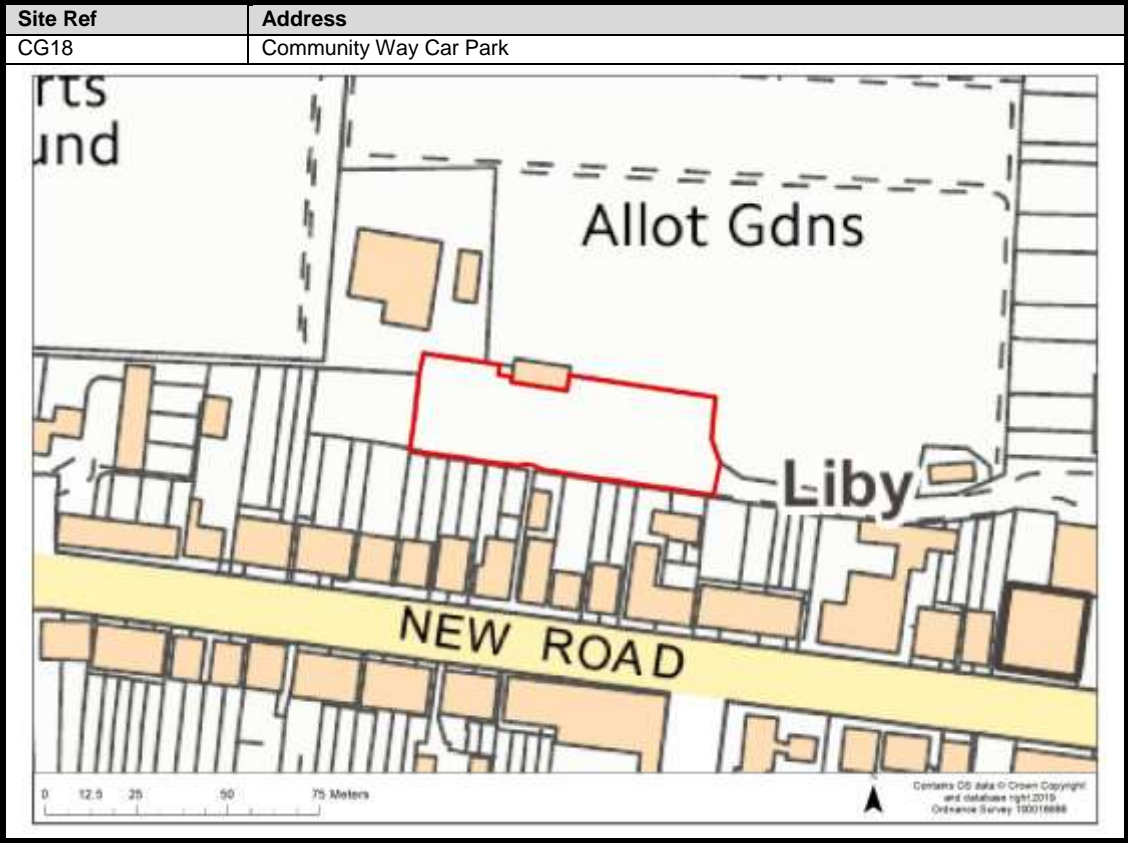 Site Ref Address
CG18 Community Way Car Park
rts
und
Allot Gdns
Liby
NEW ROAD
0 12.5 25 50 75 Meters
Contains OS data © Crown Copyright
and database right 2019
Ordnance Survey